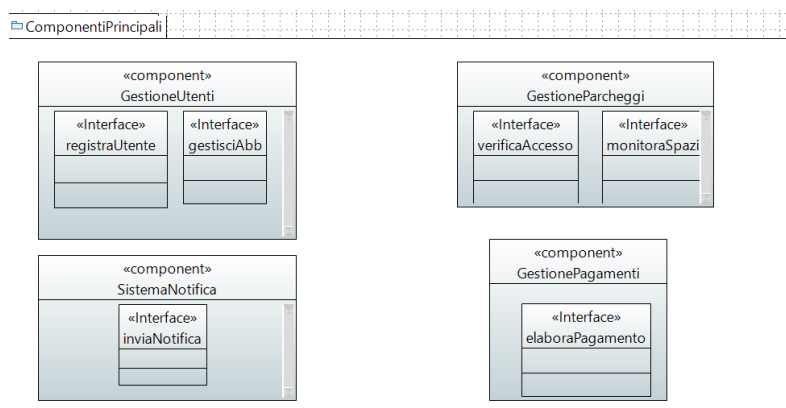 ComponentiPrincipali
«component»
GestioneUtenti
«Interface»
registraUtente
«Interface»
gestisciAbb
«component»
GestioneParcheggi
«Interface»
verificaAccesso
«Interface»
monitoraSpazi
«component»
SistemaNotifica
«Interface»
inviaNotifica
«component»
GestionePagamenti
«Interface»
elaboraPagamento